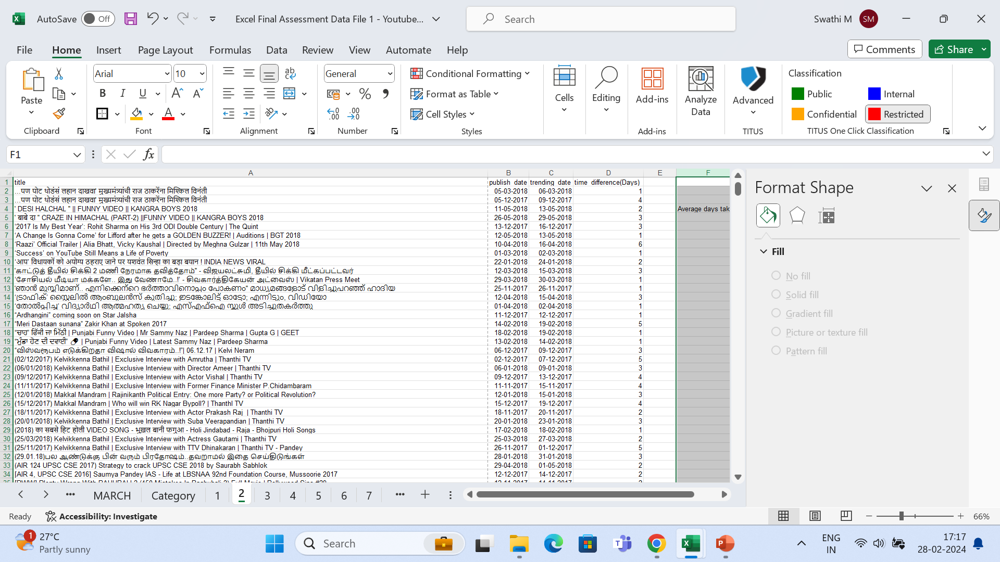 AutoSave Off Excel Final Assessment Data File 1 - Youtube... Search Swathi M SM
File Home Insert Page Layout Formulas Data Review View Automate Help Comments Share
Paste
Arial 10
B I U
General
Conditional Formatting
Format as Table
Cell Styles
Cells
Editing
Add-ins
Analyze
Data
Advanced
Classification
Public Internal
Confidential Restricted
Clipboard Font Alignment Number Styles Add-ins TITUS TITUS One Click Classification
F1 fx
A B C D E F
1 title publish_date trending_date time_difference(Days)
2 ...पण पोट थोडंसं लहान दाखवा' मुख्यमंत्र्यांची राज ठाकरेंना मिश्किल विनंती 05-03-2018 06-03-2018 1
3 ...पण पोट थोडंसं लहान दाखवा' मुख्यमंत्र्यांची राज ठाकरेंना मिश्किल विनंती 05-12-2017 09-12-2017 4
4 ' DESI HALCHAL " || FUNNY VIDEO || KANGRA BOYS 2018 11-05-2018 13-05-2018 2 Average days tak
5 ' बाबे दा " CRAZE IN HIMACHAL (PART-2) ||FUNNY VIDEO || KANGRA BOYS 2018 26-05-2018 29-05-2018 3
6 ‘2017 Is My Best Year’: Rohit Sharma on His 3rd ODI Double Century | The Quint 13-12-2017 16-12-2017 3
7 ‘A Change Is Gonna Come’ for Lifford after he gets a GOLDEN BUZZER! | Auditions | BGT 2018 12-05-2018 13-05-2018 1
8 ‘Raazi’ Official Trailer | Alia Bhatt, Vicky Kaushal | Directed by Meghna Gulzar | 11th May 2018 10-04-2018 16-04-2018 6
9 ‘Success’ on YouTube Still Means a Life of Poverty 01-03-2018 02-03-2018 1
10 ‘आप’ विधायकों को अयोग्य ठहराए जाने पर यशवंत सिन्हा का बड़ा बयान ! INDIA NEWS VIRAL 22-01-2018 24-01-2018 2
11 'காட்டுத் தீயில் சிக்கி 2 மணி நேரமாக தவித்தோம்" - விஜயலட்சுமி, தீயில் சிக்கி மீட்கப்பட்டவர் 12-03-2018 15-03-2018 3
12 ‘சோசியல் மீடியா மக்களே.. இது வேணாமே..!’ - சிவகார்த்திகேயன் அட்வைஸ் | Vikatan Press Meet 29-03-2018 30-03-2018 1
13 'ഞാൻ മുസ്ലിമാണ്.. എനിക്കെന്റെ ഭർത്താവിനൊപ്പം പോകണം" മാധ്യമങ്ങളോട് വിളിച്ചുപറഞ്ഞ് ഹാദിയ 25-11-2017 26-11-2017 1
14 ‘ട്രാഫിക്’ സ്റ്റൈലിൽ ആംബുലൻസ് കുതിച്ചു; ഇടങ്കോലിട്ട് ഓട്ടോ; എന്നിട്ടും, വിഡിയോ 12-04-2018 15-04-2018 3
15 ‘തോൽപ്പിച്ച’ വിദ്യാർഥി ആത്മഹത്യ ചെയ്തു; എസ്എഫ്ഐ സ്കൂൾ അടിച്ചുതകർത്തു 01-04-2018 02-04-2018 1
16 “Ardhangini” coming soon on Star Jalsha 11-12-2017 12-12-2017 1
17 “Meri Dastaan sunana” Zakir Khan at Spoken 2017 14-02-2018 19-02-2018 5
18 “ਚਾਹ” ਫਿੱਕੀ ਜਾ ਮਿੱਠੀ | Punjabi Funny Video | Mr Sammy Naz | Pardeep Sharma | Gupta G | GEET 18-02-2018 19-02-2018 1
19 “ਮੁੰਡਾ ਹੋਣ ਦੀ ਦਵਾਈ” 💊 | Punjabi Funny Video | Latest Sammy Naz | Pardeep Sharma 13-02-2018 14-02-2018 1
20 “விஸ்வரூபம் எடுக்கிறதா விஷால் விவகாரம்..!”| 06.12.17 | Kelvi Neram 06-12-2017 09-12-2017 3
21 (02/12/2017) Kelvikkenna Bathil | Exclusive Interview with Amrutha | Thanthi TV 02-12-2017 07-12-2017 5
22 (06/01/2018) Kelvikkenna Bathil | Exclusive Interview with Director Ameer | Thanthi TV 06-01-2018 09-01-2018 3
23 (09/12/2017) Kelvikkenna Bathil | Exclusive Interview with Actor Vishal | Thanthi TV 09-12-2017 13-12-2017 4
24 (11/11/2017) Kelvikkenna Bathil | Exclusive Interview with Former Finance Minister P.Chidambaram 11-11-2017 15-11-2017 4
25 (12/01/2018) Makkal Mandram | Rajinikanth Political Entry: One more Party? or Political Revolution? 12-01-2018 15-01-2018 3
26 (15/12/2017) Makkal Mandram | Who will win RK Nagar Bypoll? | ThanthI TV 15-12-2017 19-12-2017 4
27 (18/11/2017) Kelvikkenna Bathil | Exclusive Interview with Actor Prakash Raj | Thanthi TV 18-11-2017 20-11-2017 2
28 (20/01/2018) Kelvikkenna Bathil | Exclusive Interview with Suba Veerapandian | Thanthi TV 20-01-2018 23-01-2018 3
29 (2018) का सबसे हिट होली VIDEO SONG - भूखल बानी फगुआ - Holi Jindabad - Raja - Bhojpuri Holi Songs 17-02-2018 18-02-2018 1
30 (25/03/2018) Kelvikkenna Bathil | Exclusive Interview with Actress Gautami | Thanthi TV 25-03-2018 27-03-2018 2
31 (25/11/2017) Kelvikkenna Bathil | Exclusive Interview with TTV Dhinakaran | Thanthi TV - Pandey 26-11-2017 01-12-2017 5
32 (29.01.18)பல ஆண்டுக்கு பின் வரும் பிரதோஷம்..தவறாமல் இதை செய்திடுங்கள் 28-01-2018 31-01-2018 3
33 (AIR 124 UPSC CSE 2017) Strategy to crack UPSC CSE 2018 by Saurabh Sabhlok 29-04-2018 01-05-2018 2
34 [AIR 4, UPSC CSE 2016] Saumya Pandey IAS - Life at LBSNAA 92nd Foundation Course, Mussoorie 2017 12-12-2017 14-12-2017 2
Format Shape
Fill
No fill
Solid fill
Gradient fill
Picture or texture fill
Pattern fill
MARCH Category 1 2 3 4 5 6 7
Ready Accessibility: Investigate 66%
1 27°C
Partly sunny
Search
ENG
IN
17:17
28-02-2024